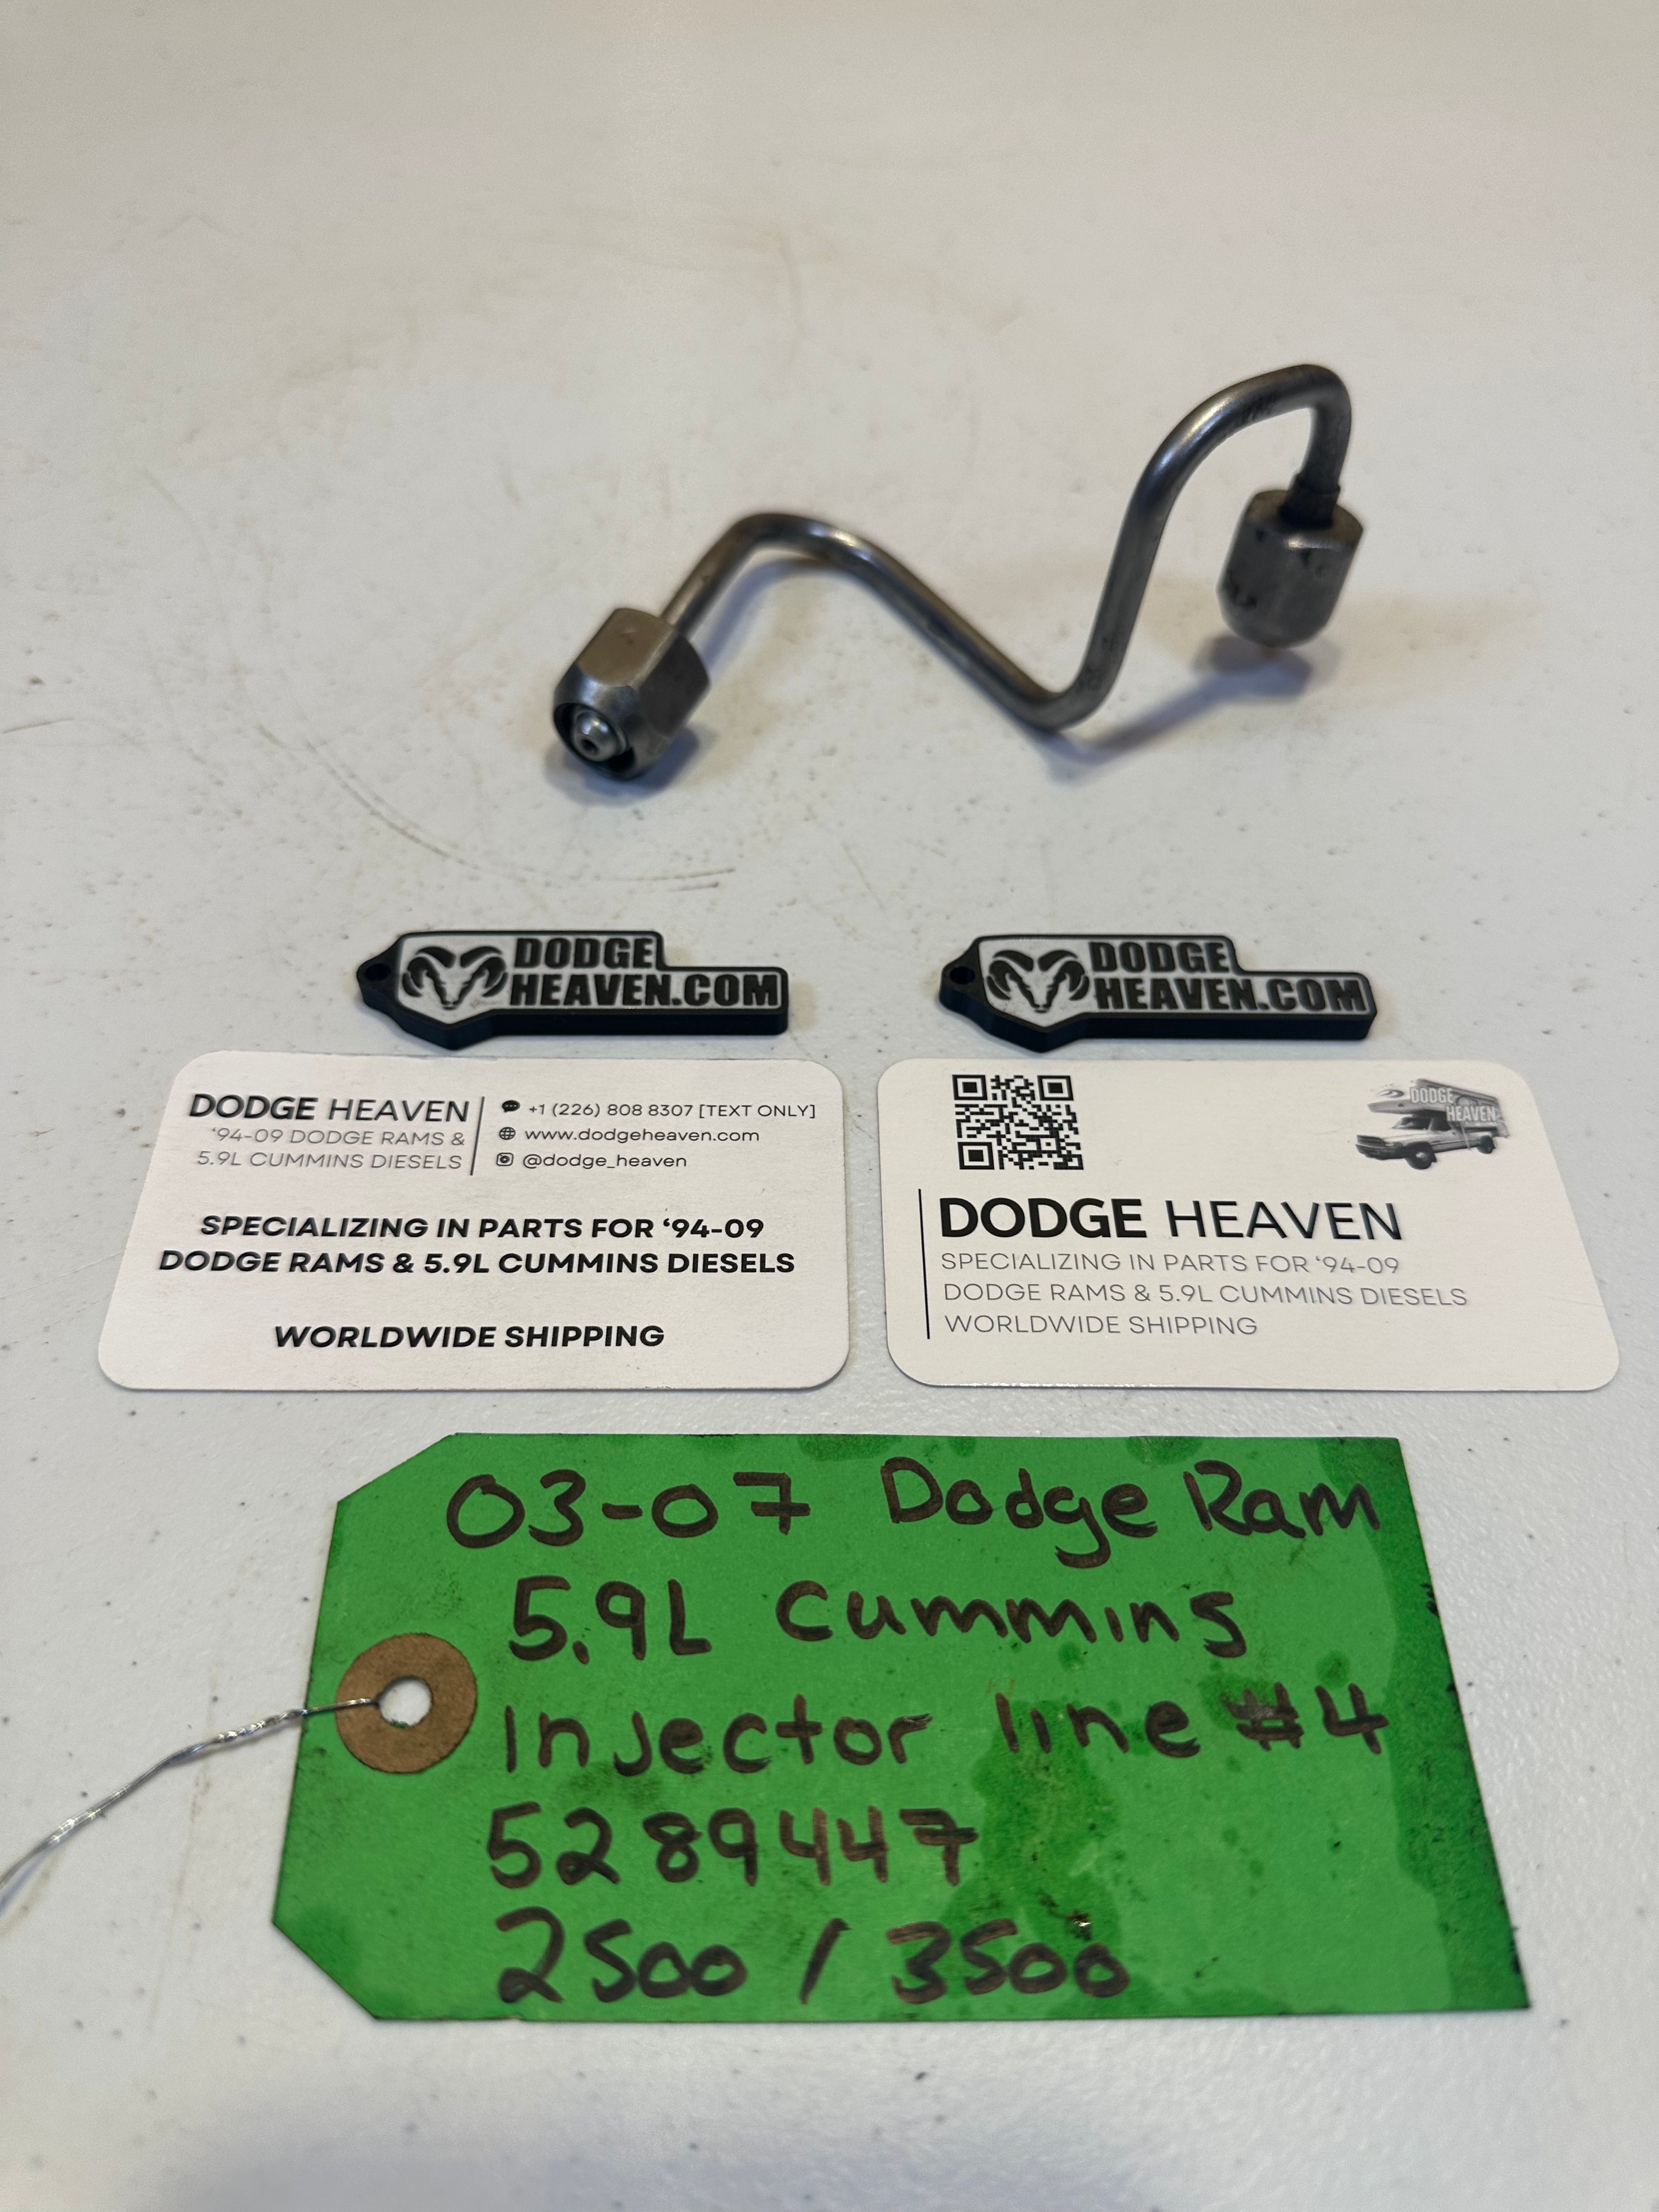 DODGE
HEAVEN.COM
DODGE
HEAVEN.COM
DODGE HEAVEN
'94-09 DODGE RAMS &
5.9L CUMMINS DIESELS
+1 (226) 808 8307 [TEXT ONLY]
www.dodgeheaven.com
@dodge_heaven
SPECIALIZING IN PARTS FOR ‘94-09
DODGE RAMS & 5.9L CUMMINS DIESELS
WORLDWIDE SHIPPING
DODGE
HEAVEN
DODGE HEAVEN
SPECIALIZING IN PARTS FOR ‘94-09
DODGE RAMS & 5.9L CUMMINS DIESELS
WORLDWIDE SHIPPING
03-07 Dodge Ram
5.9L Cummins
Injector line #4
5289447
2500 / 3500